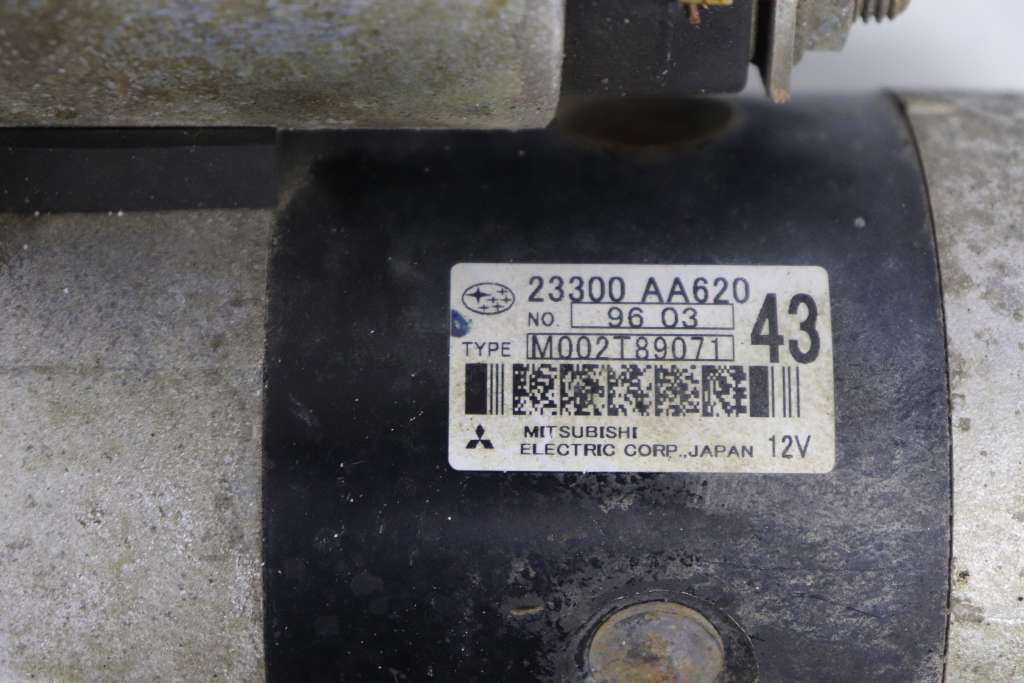 23300 AA620
NO. 96 03
43
TYPE M002T89071
MITSUBISHI
ELECTRIC CORP.,JAPAN 12V